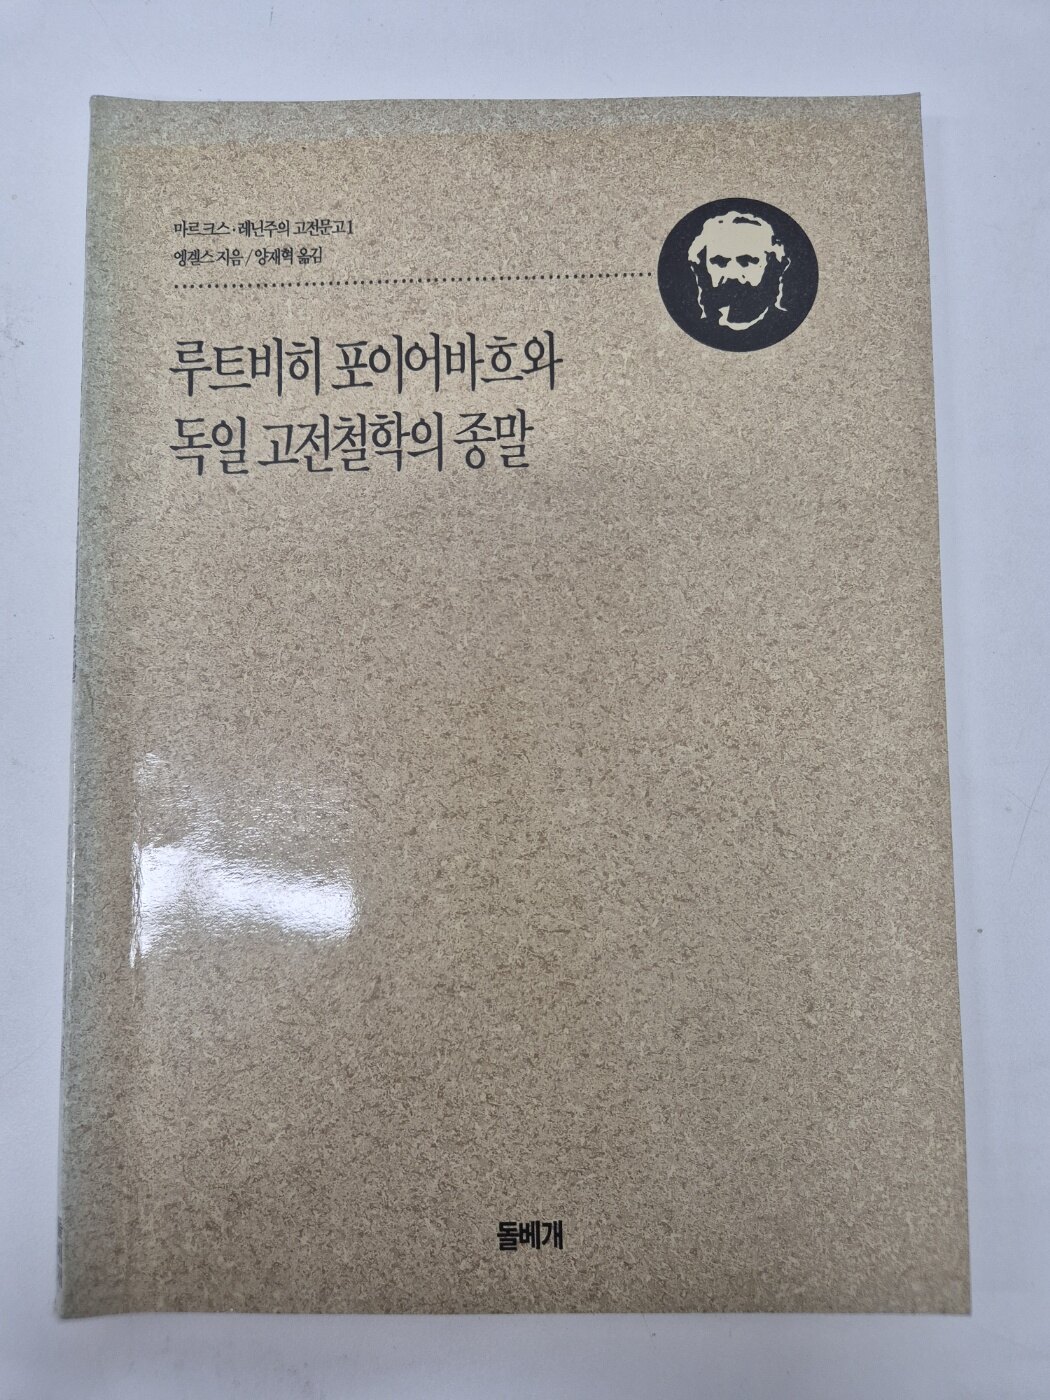 마르크스·레닌주의 고전문고1
엥겔스 지음 / 양재혁 옮김
루트비히 포이어바흐와
독일 고전철학의 종말
돌베개